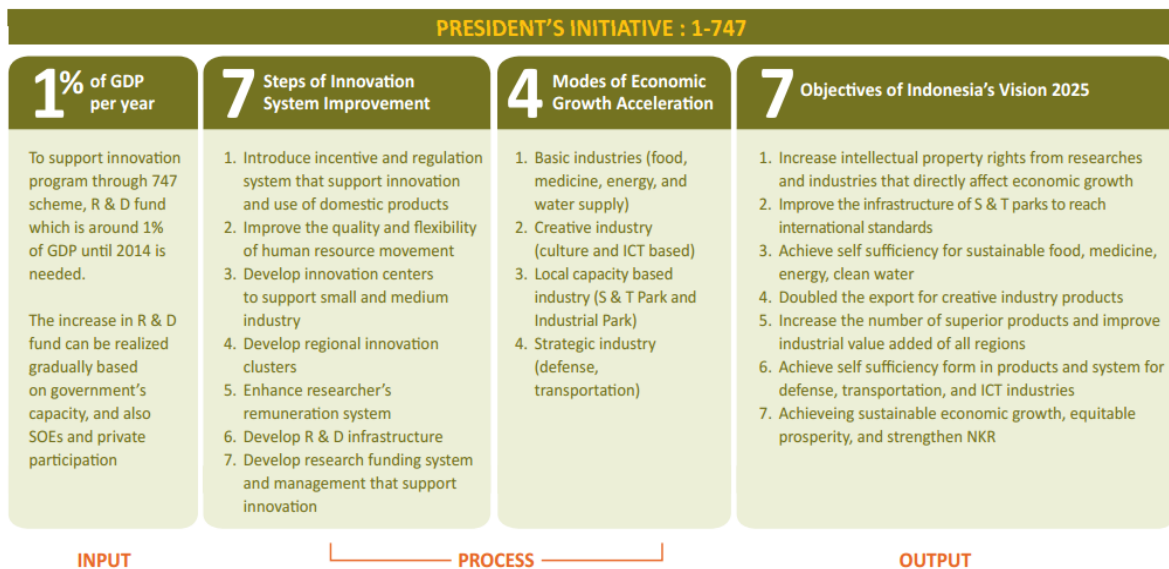 PRESIDENT'S INITIATIVE : 1-747
1% of GDP
per year
To support innovation
program through 747
scheme, R & D fund
which is around 1%
of GDP until 2014 is
needed.
The increase in R & D
fund can be realized
gradually based
on government's
capacity, and also
SOEs and private
participation
7 Steps of Innovation
System Improvement
1. Introduce incentive and regulation
system that support innovation
and use of domestic products
2. Improve the quality and flexibility
of human resource movement
3. Develop innovation centers
to support small and medium
industry
4. Develop regional innovation
clusters
5. Enhance researcher's
remuneration system
6. Develop R & D infrastructure
7. Develop research funding system
and management that support
innovation
4 Modes of Economic
Growth Acceleration
1. Basic industries (food,
medicine, energy, and
water supply)
2. Creative industry
(culture and ICT based)
3. Local capacity based
industry (S & T Park and
Industrial Park)
4. Strategic industry
(defense,
transportation)
7 Objectives of Indonesia's Vision 2025
1. Increase intellectual property rights from researches
and industries that directly affect economic growth
2. Improve the infrastructure of S & T parks to reach
international standards
3. Achieve self sufficiency for sustainable food, medicine,
energy, clean water
4. Doubled the export for creative industry products
5. Increase the number of superior products and improve
industrial value added of all regions
6. Achieve self sufficiency form in products and system for
defense, transportation, and ICT industries
7. Achieveing sustainable economic growth, equitable
prosperity, and strengthen NKR
INPUT
PROCESS
OUTPUT